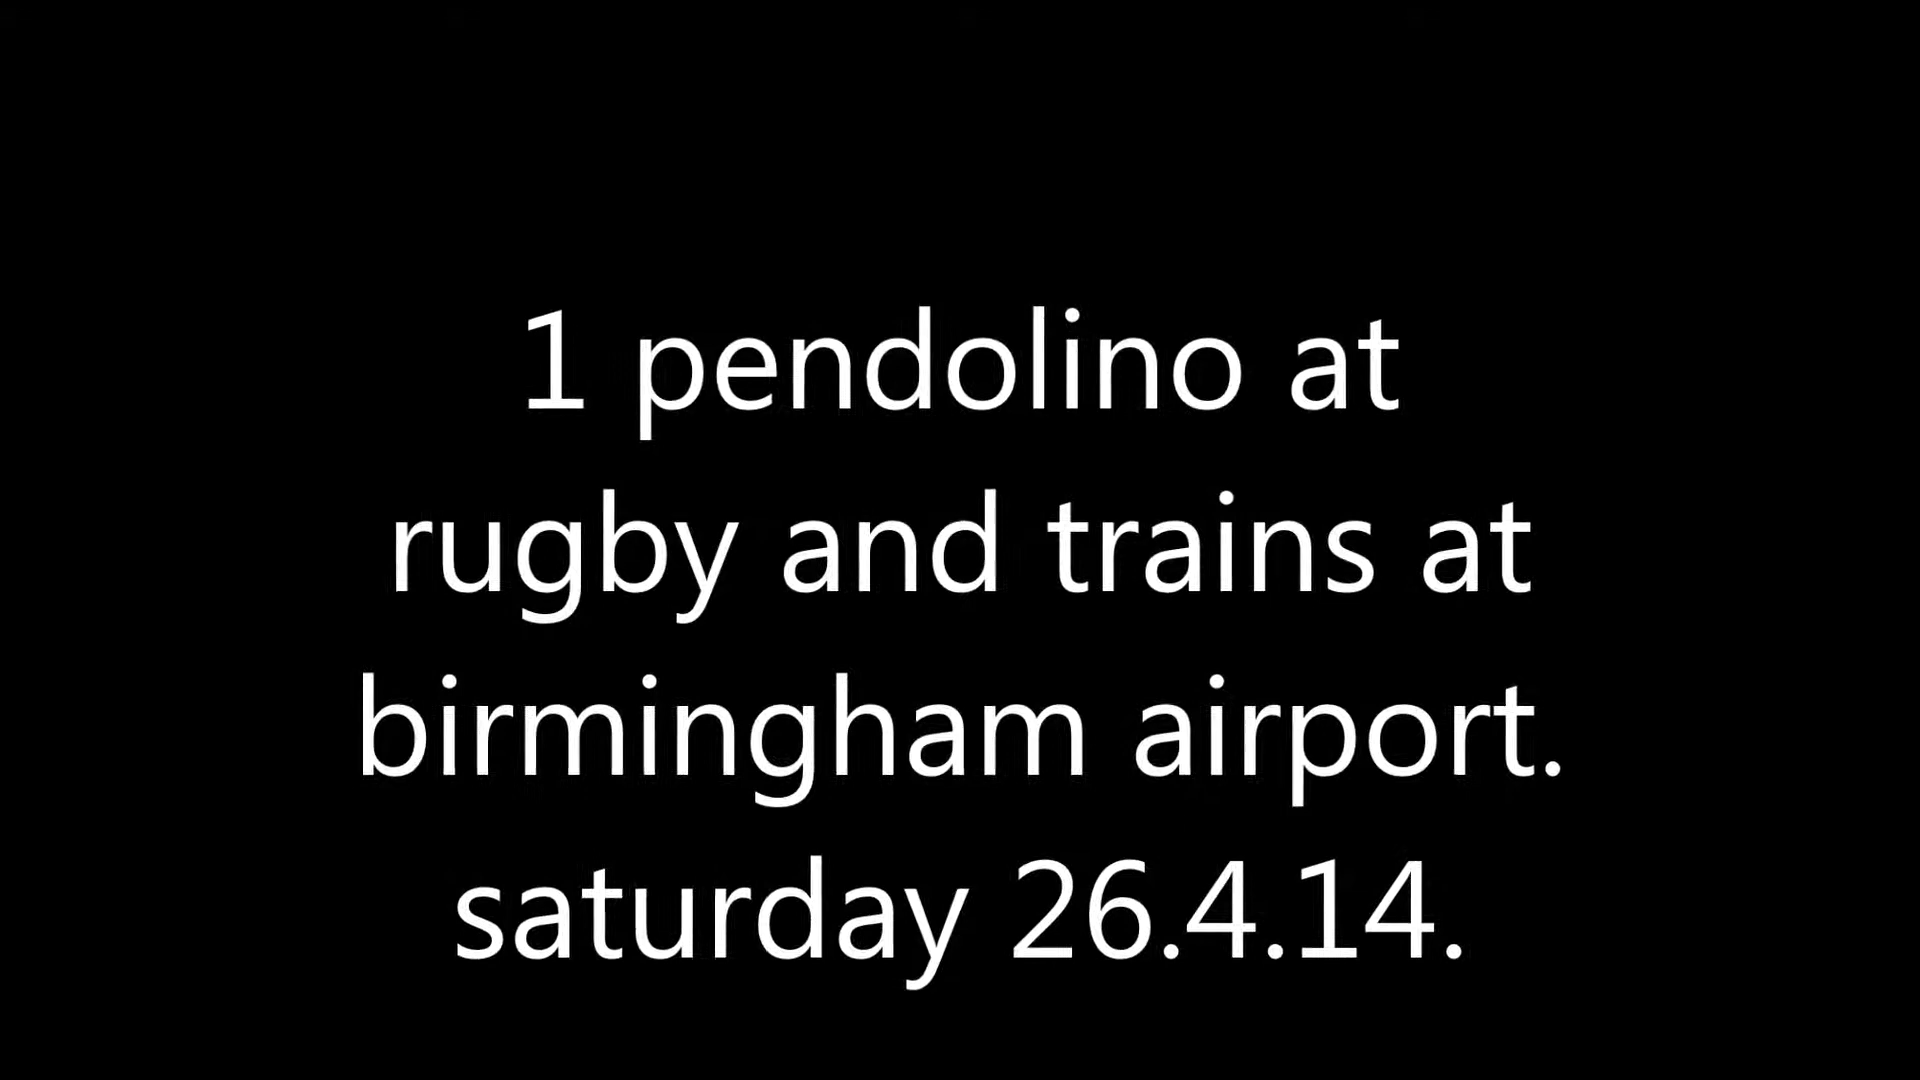 1 pendolino at
rugby and trains at
birmingham airport.
saturday 26.4.14.